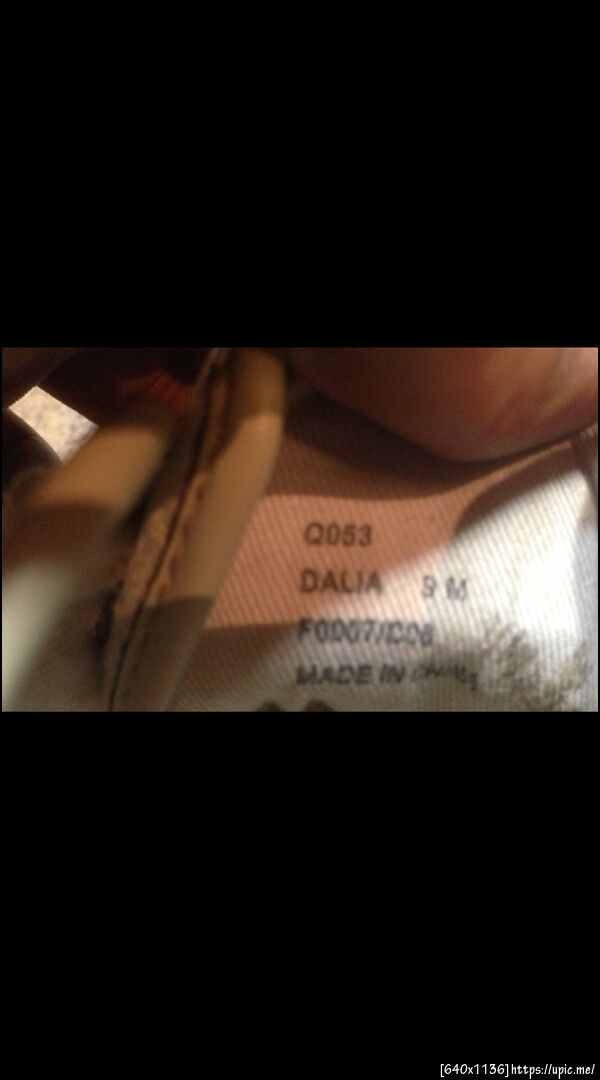 Q053
DALIA 9 M
MADE IN
[640x1136]https://upic.me/